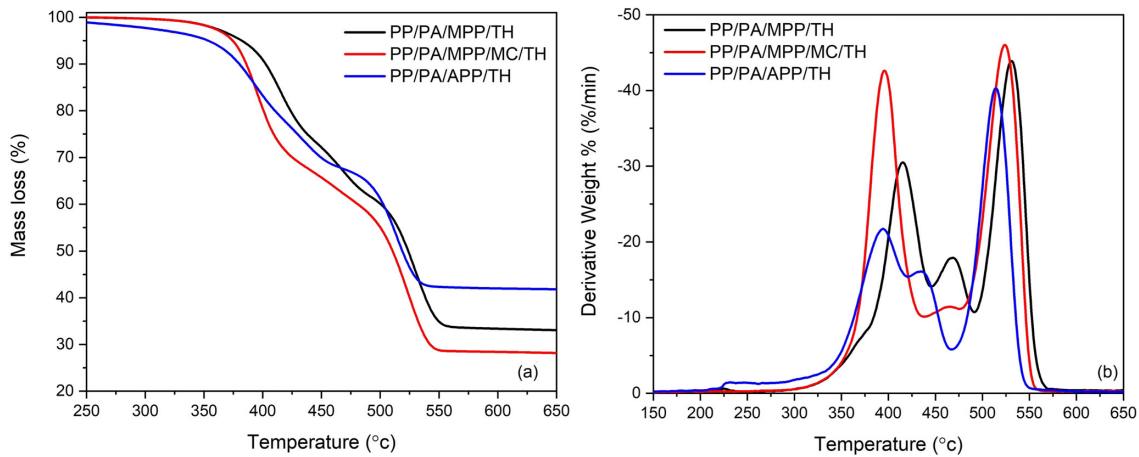 PP/PA/MPP/TH
PP/PA/MPP/MC/TH
PP/PA/APP/TH
100
90
80
70
60
50
40
30
20
Mass loss (%)
(a)
250 300 350 400 450 500 550 600 650
Temperature (°c)
PP/PA/MPP/TH
PP/PA/MPP/MC/TH
PP/PA/APP/TH
-50
-40
-30
-20
-10
0
Derivative Weight % (%/min)
(b)
150 200 250 300 350 400 450 500 550 600 650
Temperature (°c)